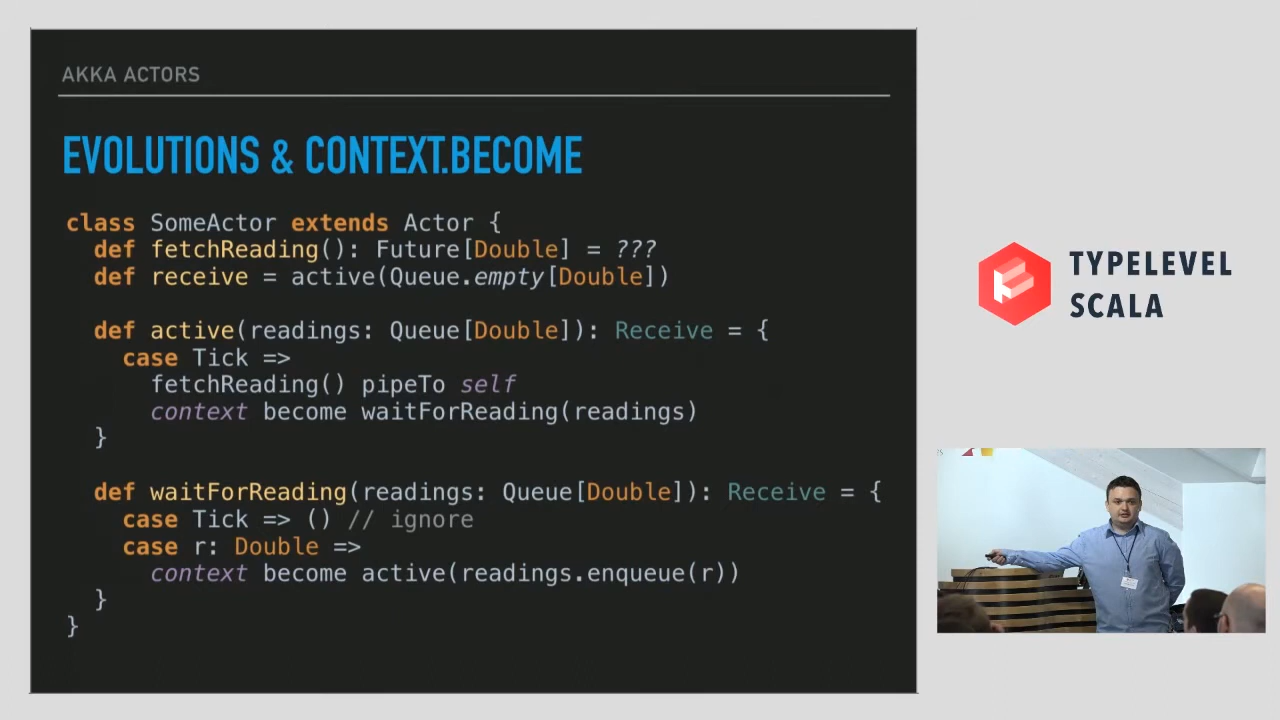 AKKA ACTORS
EVOLUTIONS & CONTEXT.BECOME
class SomeActor extends Actor {
  def fetchReading(): Future[Double] = ???
  def receive = active(Queue.empty[Double])

  def active(readings: Queue[Double]): Receive = {
    case Tick =>
      fetchReading() pipeTo self
      context become waitForReading(readings)
  }

  def waitForReading(readings: Queue[Double]): Receive = {
    case Tick => () // ignore
    case r: Double =>
      context become active(readings.enqueue(r))
  }
}
TYPELEVEL
SCALA